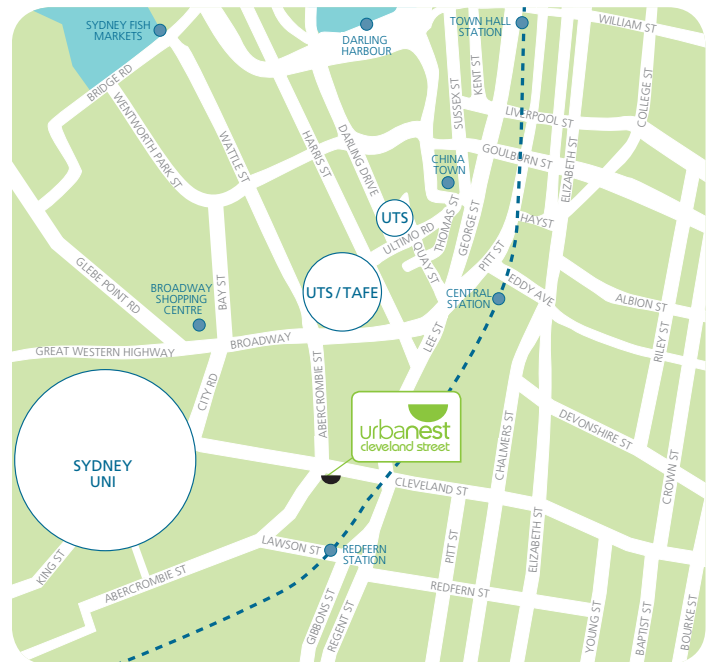 SYDNEY FISH
MARKETS
DARLING
HARBOUR
TOWN HALL
STATION
WILLIAM ST
BRIDGE RD
WENTWORTH PARK ST
WATTLE ST
HARRIS ST
DARLING DRIVE
SUSSEX ST
KENT ST
LIVERPOOL ST
COLLEGE ST
GOULBURN ST
ELIZABETH ST
CHINA
TOWN
UTS
ULTIMO RD
THOMAS ST
GEORGE ST
HAYST
QUAY ST
PITT ST
GLEBE POINT RD
BROADWAY
SHOPPING
CENTRE
BAY ST
UTS / TAFE
CENTRAL
STATION
EDDY AVE
ALBION ST
RILEY ST
GREAT WESTERN HIGHWAY
BROADWAY
LEE ST
CITY RD
ABERCROMBIE ST
urbanest
cleveland street
CHALMERS ST
DEVONSHIRE ST
CROWN ST
SYDNEY
UNI
CLEVELAND ST
KING ST
ABERCROMBIE ST
LAWSON ST
REDFERN
STATION
PITT ST
ELIZABETH ST
REDFERN ST
GIBBONS ST
REGENT ST
YOUNG ST
BAPTIST ST
BOURKE ST